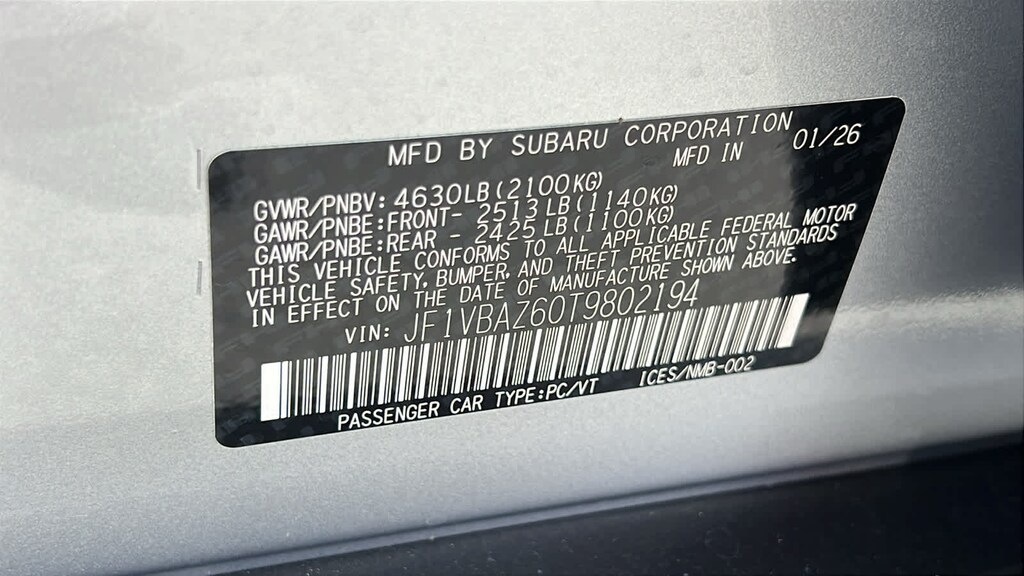 MFD BY SUBARU CORPORATION
MFD IN 01/26
GVWR/PNBV: 4630LB(2100KG)
GAWR/PNBE:FRONT- 2513 LB(1140KG)
GAWR/PNBE:REAR - 2425 LB(1100KG)
THIS VEHICLE CONFORMS TO ALL APPLICABLE FEDERAL MOTOR
VEHICLE SAFETY, BUMPER, AND THEFT PREVENTION STANDARDS
IN EFFECT ON THE DATE OF MANUFACTURE SHOWN ABOVE.
VIN: JF1VBAZ60T9802194
PASSENGER CAR TYPE:PC/VT ICES/NMB-002